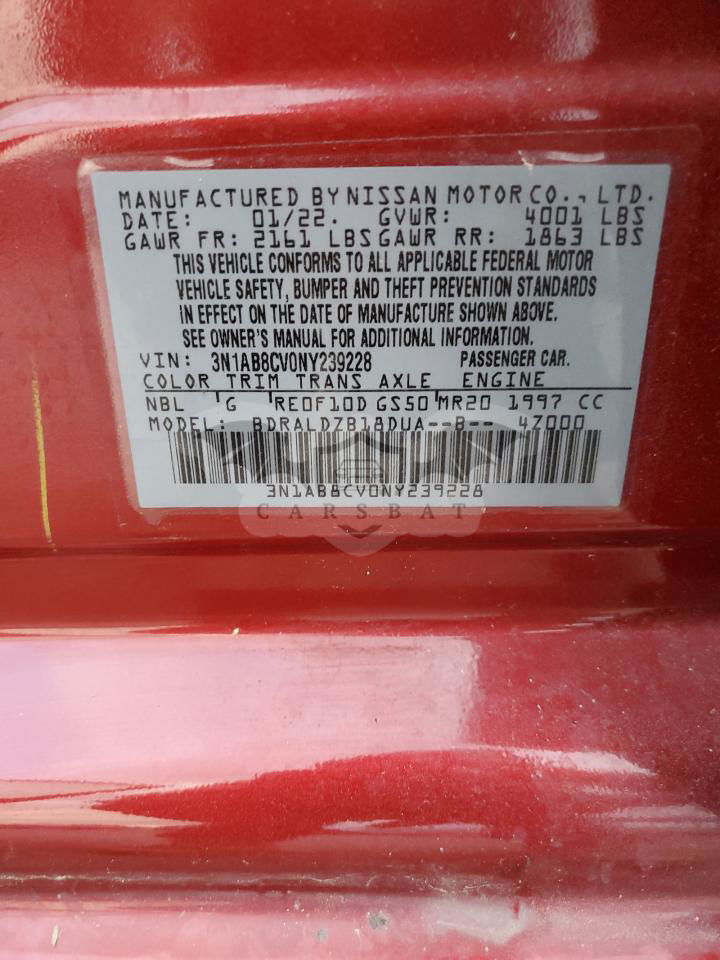 MANUFACTURED BY NISSAN MOTOR CO., LTD.
DATE: 01/22. GVWR: 4001 LBS
GAWR FR: 2161 LBS GAWR RR: 1863 LBS
THIS VEHICLE CONFORMS TO ALL APPLICABLE FEDERAL MOTOR
VEHICLE SAFETY, BUMPER AND THEFT PREVENTION STANDARDS
IN EFFECT ON THE DATE OF MANUFACTURE SHOWN ABOVE.
SEE OWNER'S MANUAL FOR ADDITIONAL INFORMATION.
VIN: 3N1AB8CV0NY239228 PASSENGER CAR.
COLOR TRIM TRANS AXLE ENGINE
NBL G RE0F10D GS50 MR20 1997 CC
MODEL: BDRALDZB18DUA--B-- 4Z000
3N1AB8CV0NY239228
CARSBAT